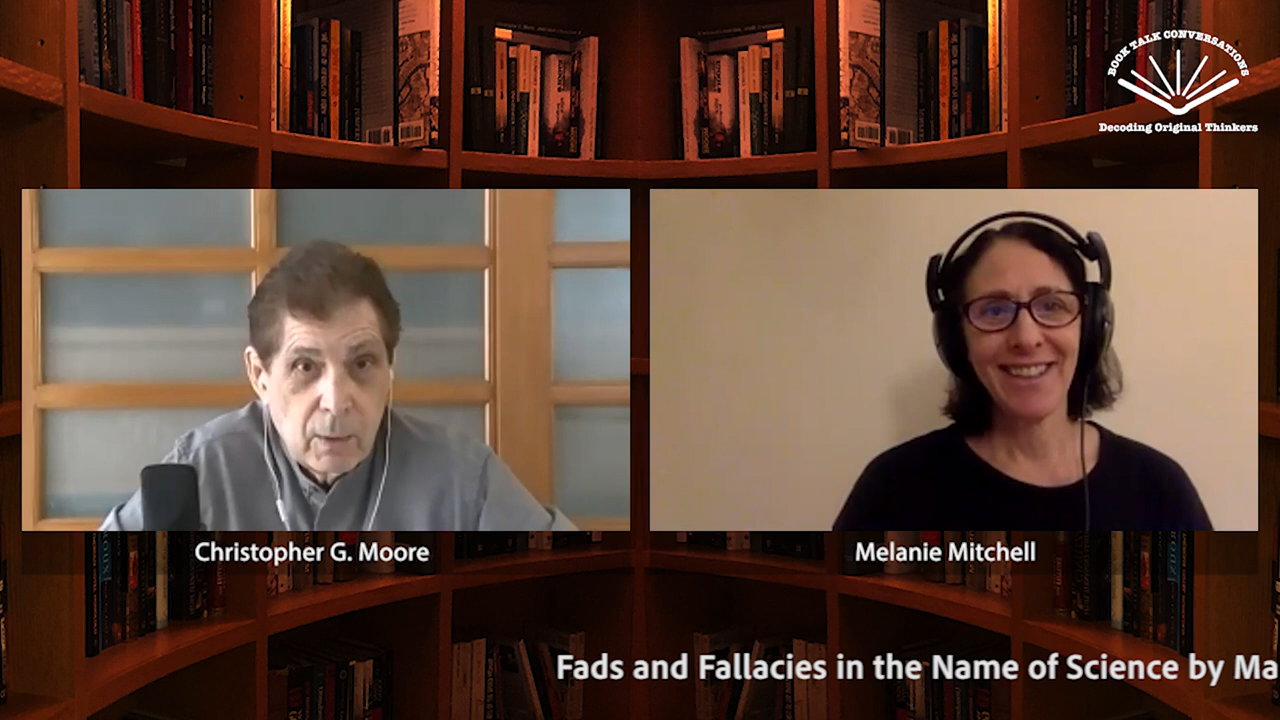 BOOK TALK CONVERSATIONS
Decoding Original Thinkers
Christopher G. Moore
Melanie Mitchell
Fads and Fallacies in the Name of Science by Ma